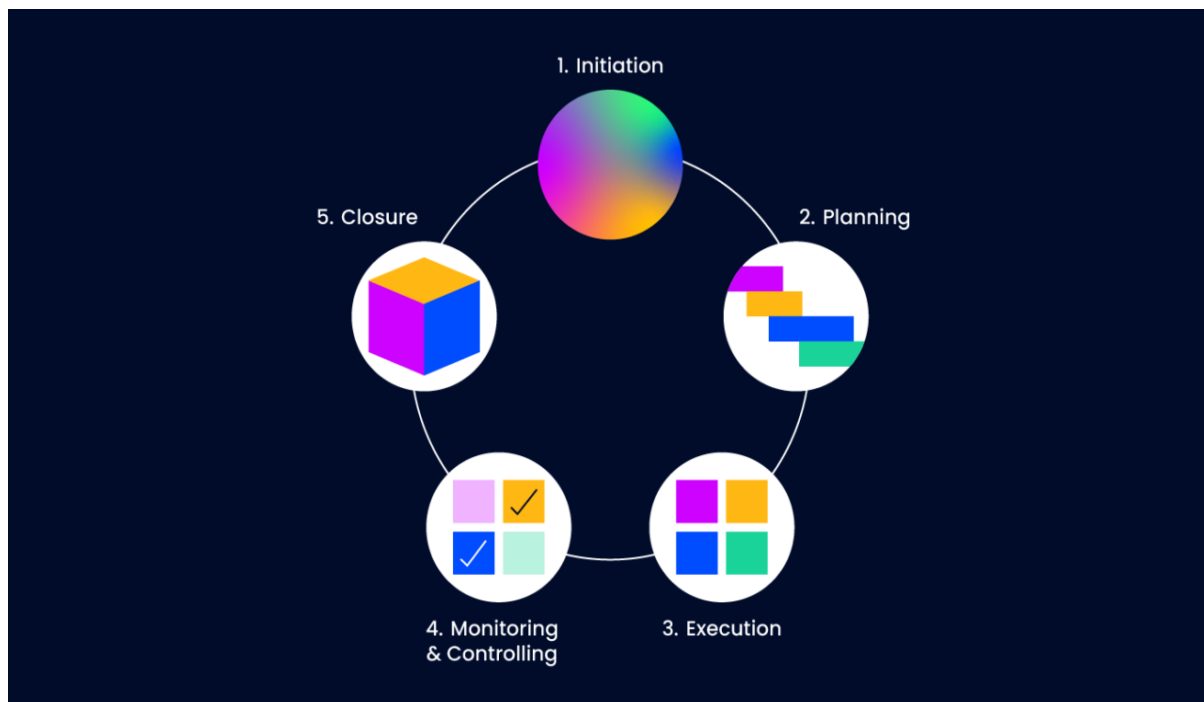 1. Initiation
2. Planning
3. Execution
4. Monitoring
& Controlling
5. Closure